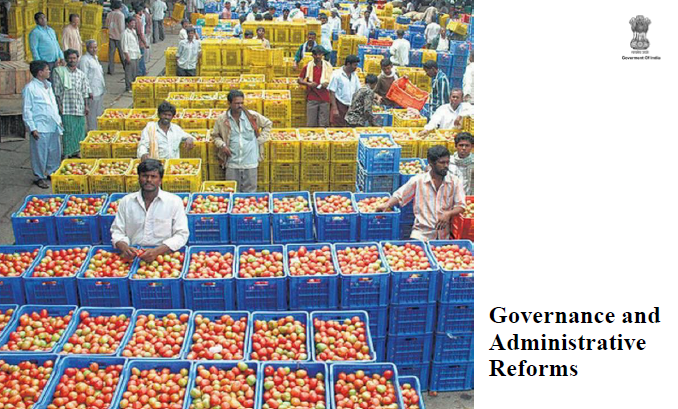 Government Of India
Governance and
Administrative
Reforms